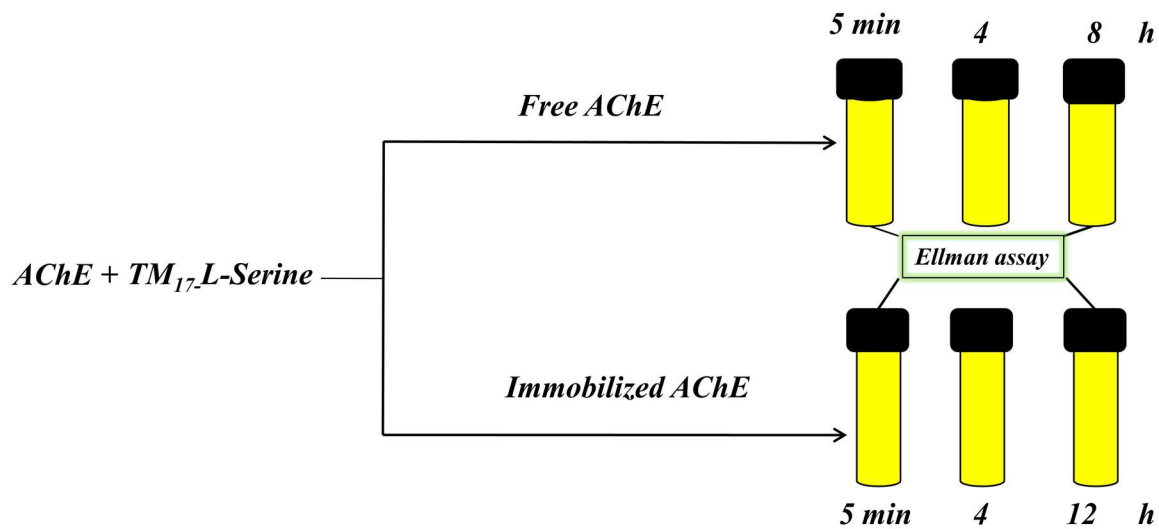 5 min 4 8 h
Free AChE
Ellman assay
AChE + TM17-L-Serine
Immobilized AChE
5 min 4 12 h